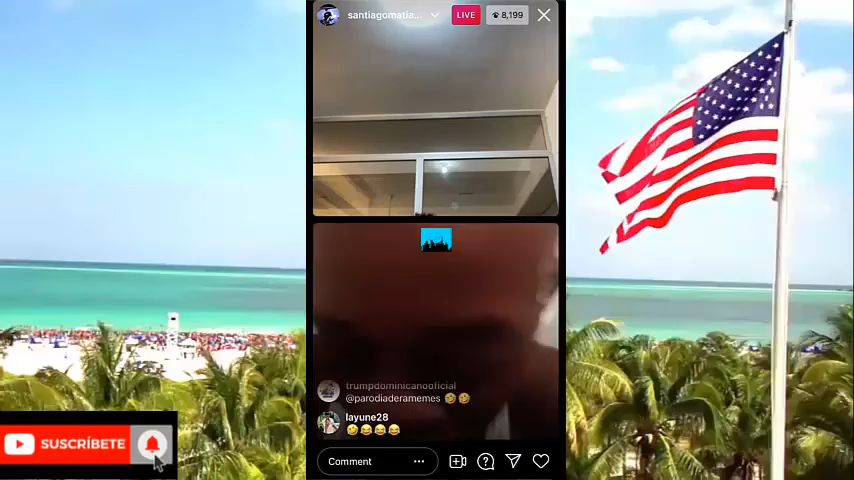 santiagomatia...
LIVE
8,199
trumpdominicanooficial
@parodiaderamemes 🤣🤣
layune28
🤣😂😂😂
SUSCRÍBETE
Comment